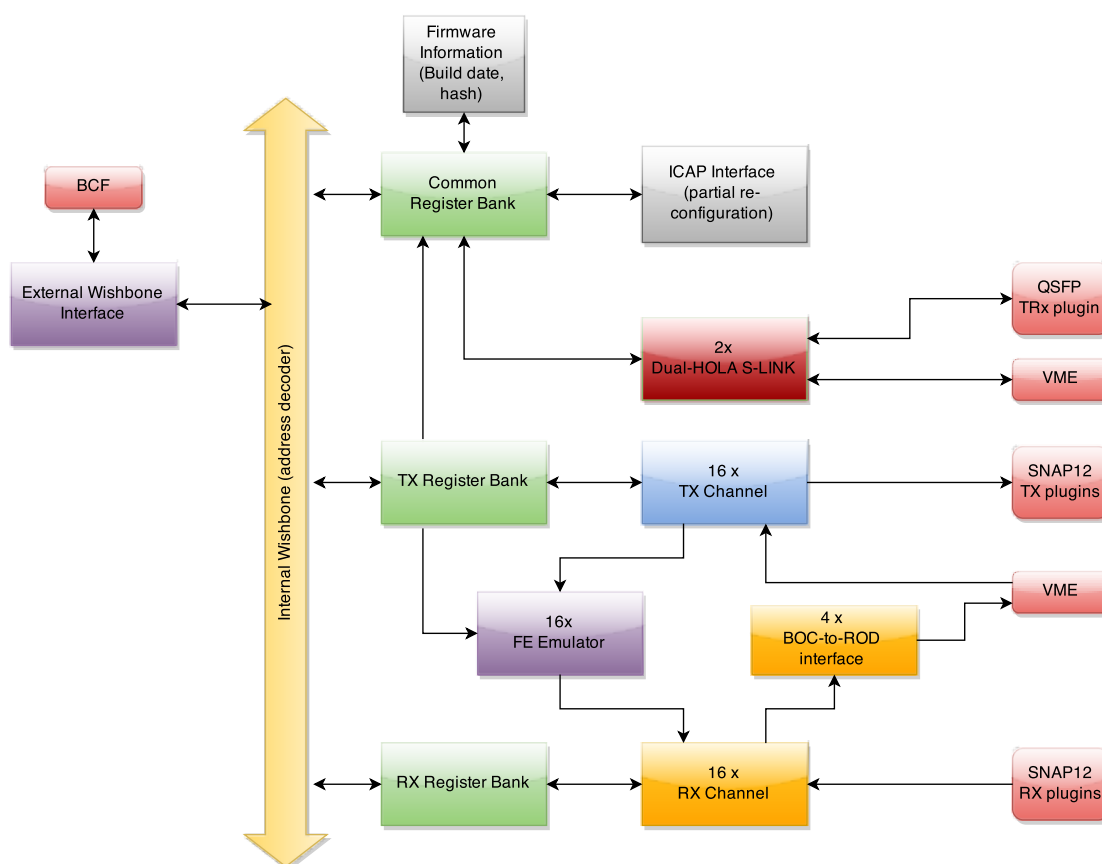 Firmware
Information
(Build date,
hash)
BCF
Common
Register Bank
ICAP Interface
(partial re-
configuration)
External Wishbone
Interface
QSFP
TRx plugin
2x
Dual-HOLA S-LINK
VME
Internal Wishbone (address decoder)
TX Register Bank
16 x
TX Channel
SNAP12
TX plugins
VME
16x
FE Emulator
4 x
BOC-to-ROD
interface
RX Register Bank
16 x
RX Channel
SNAP12
RX plugins